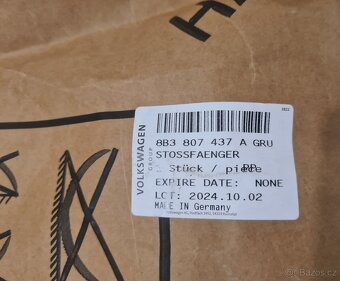 VOLKSWAGEN
GROUP
8B3 807 437 A GRU
STOSSFAENGER
Stück / piece
PP
EXPIRE DATE: NONE
LOT: 2024.10.02
MADE IN Germany